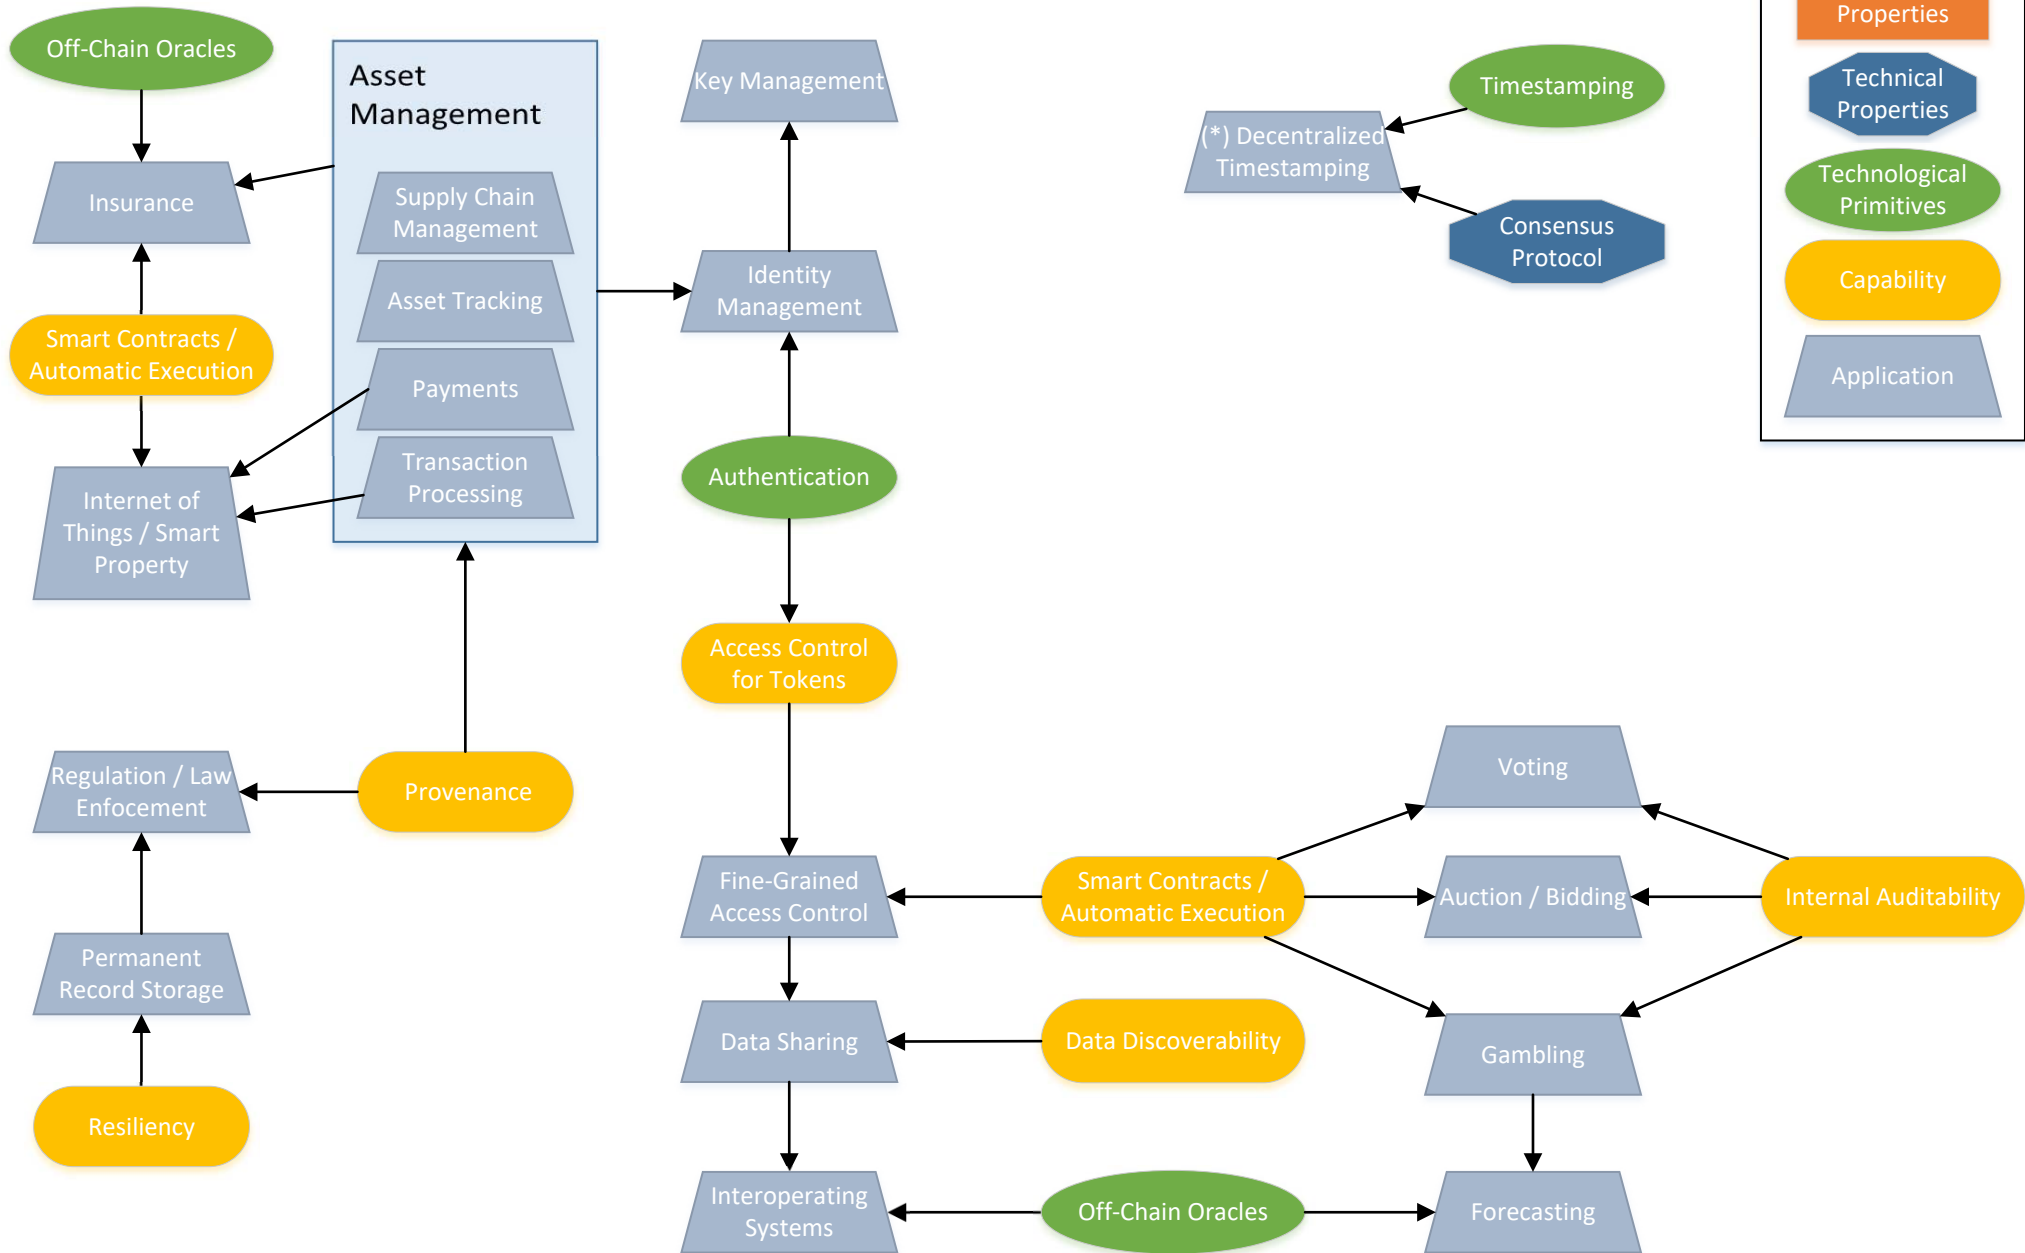 Off-Chain Oracles
Asset
Management
Key Management
Timestamping
(*) Decentralized
Timestamping
Consensus
Protocol
Properties
Technical
Properties
Technological
Primitives
Capability
Application
Insurance
Supply Chain
Management
Asset Tracking
Payments
Transaction
Processing
Identity
Management
Smart Contracts /
Automatic Execution
Internet of
Things / Smart
Property
Authentication
Access Control
for Tokens
Regulation / Law
Enfocement
Provenance
Permanent
Record Storage
Resiliency
Fine-Grained
Access Control
Smart Contracts /
Automatic Execution
Voting
Auction / Bidding
Internal Auditability
Data Sharing
Data Discoverability
Gambling
Interoperating
Systems
Off-Chain Oracles
Forecasting